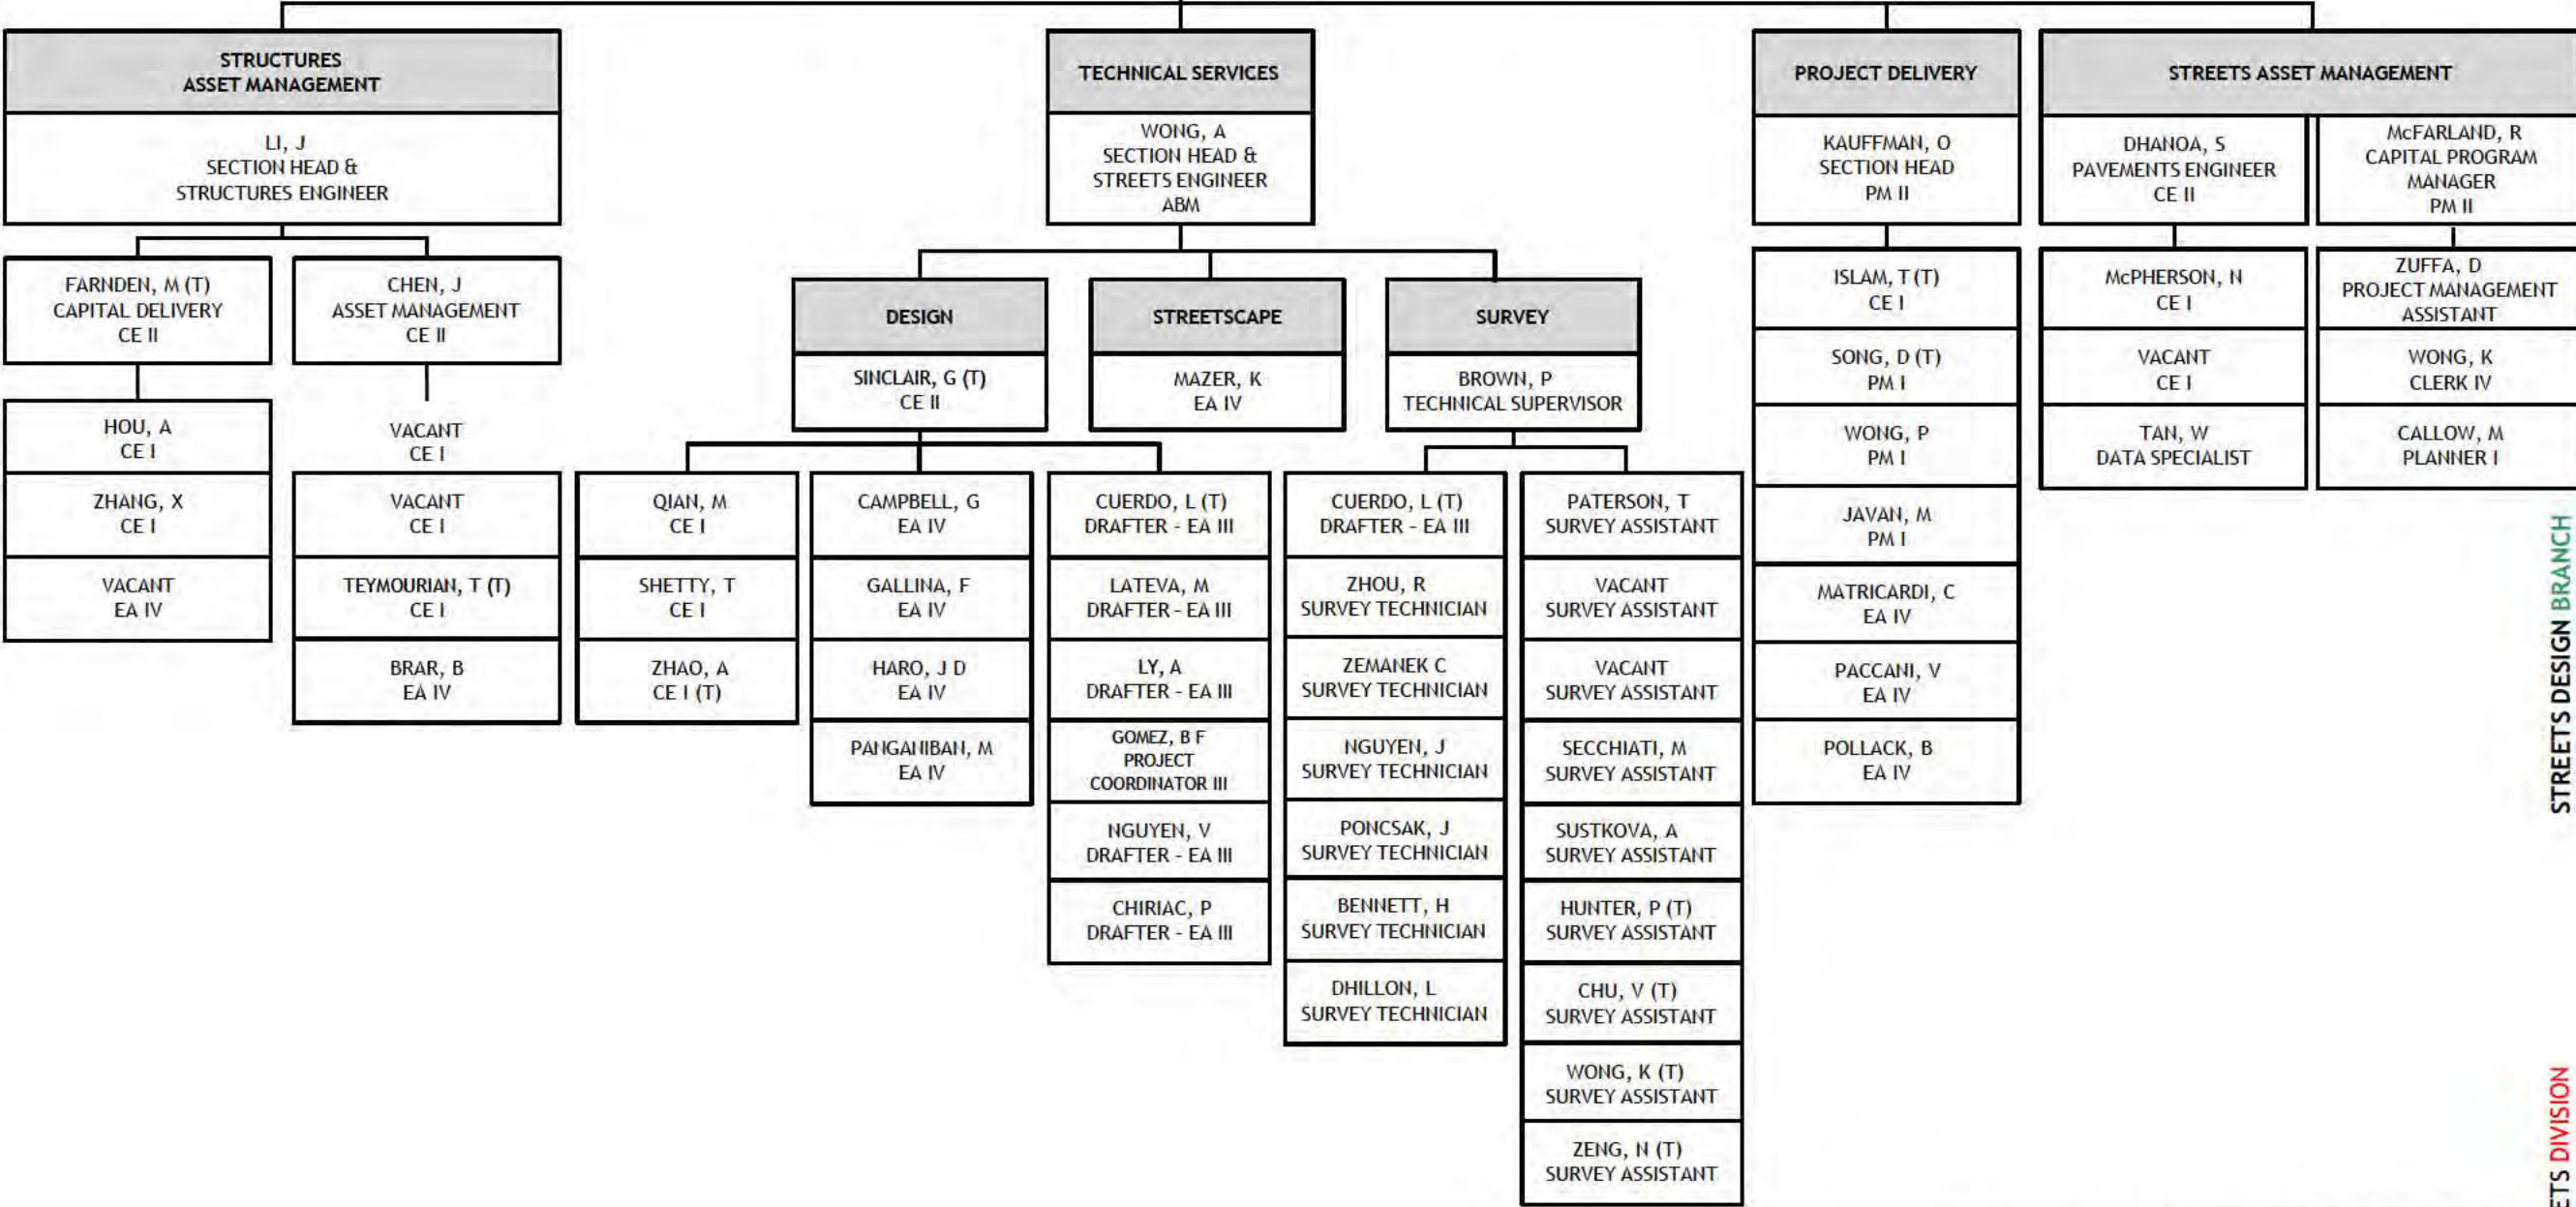 STRUCTURES
ASSET MANAGEMENT
LI, J
SECTION HEAD &
STRUCTURES ENGINEER
FARNDEN, M (T)
CAPITAL DELIVERY
CE II
HOU, A
CE I
ZHANG, X
CE I
VACANT
EA IV
CHEN, J
ASSET MANAGEMENT
CE II
VACANT
CE I
VACANT
CE I
TEYMOURIAN, T (T)
CE I
BRAR, B
EA IV
TECHNICAL SERVICES
WONG, A
SECTION HEAD &
STREETS ENGINEER
ABM
DESIGN
SINCLAIR, G (T)
CE II
QIAN, M
CE I
SHETTY, T
CE I
ZHAO, A
CE I (T)
CAMPBELL, G
EA IV
GALLINA, F
EA IV
HARO, J D
EA IV
PANGANIBAN, M
EA IV
CUERDO, L (T)
DRAFTER - EA III
LATEVA, M
DRAFTER - EA III
LY, A
DRAFTER - EA III
GOMEZ, B F
PROJECT
COORDINATOR III
NGUYEN, V
DRAFTER - EA III
CHIRIAC, P
DRAFTER - EA III
STREETSCAPE
MAZER, K
EA IV
SURVEY
BROWN, P
TECHNICAL SUPERVISOR
CUERDO, L (T)
DRAFTER - EA III
ZHOU, R
SURVEY TECHNICIAN
ZEMANEK C
SURVEY TECHNICIAN
NGUYEN, J
SURVEY TECHNICIAN
PONCSAK, J
SURVEY TECHNICIAN
BENNETT, H
SURVEY TECHNICIAN
DHILLON, L
SURVEY TECHNICIAN
PATERSON, T
SURVEY ASSISTANT
VACANT
SURVEY ASSISTANT
VACANT
SURVEY ASSISTANT
SECCHIATI, M
SURVEY ASSISTANT
SUSTKOVA, A
SURVEY ASSISTANT
HUNTER, P (T)
SURVEY ASSISTANT
CHU, V (T)
SURVEY ASSISTANT
WONG, K (T)
SURVEY ASSISTANT
ZENG, N (T)
SURVEY ASSISTANT
PROJECT DELIVERY
KAUFFMAN, O
SECTION HEAD
PM II
ISLAM, T (T)
CE I
SONG, D (T)
PM I
WONG, P
PM I
JAVAN, M
PM I
MATRICARDI, C
EA IV
PACCANI, V
EA IV
POLLACK, B
EA IV
STREETS ASSET MANAGEMENT
DHANOA, S
PAVEMENTS ENGINEER
CE II
McPHERSON, N
CE I
VACANT
CE I
TAN, W
DATA SPECIALIST
McFARLAND, R
CAPITAL PROGRAM
MANAGER
PM II
ZUFFA, D
PROJECT MANAGEMENT
ASSISTANT
WONG, K
CLERK IV
CALLOW, M
PLANNER I
STREETS DESIGN BRANCH
ETS DIVISION